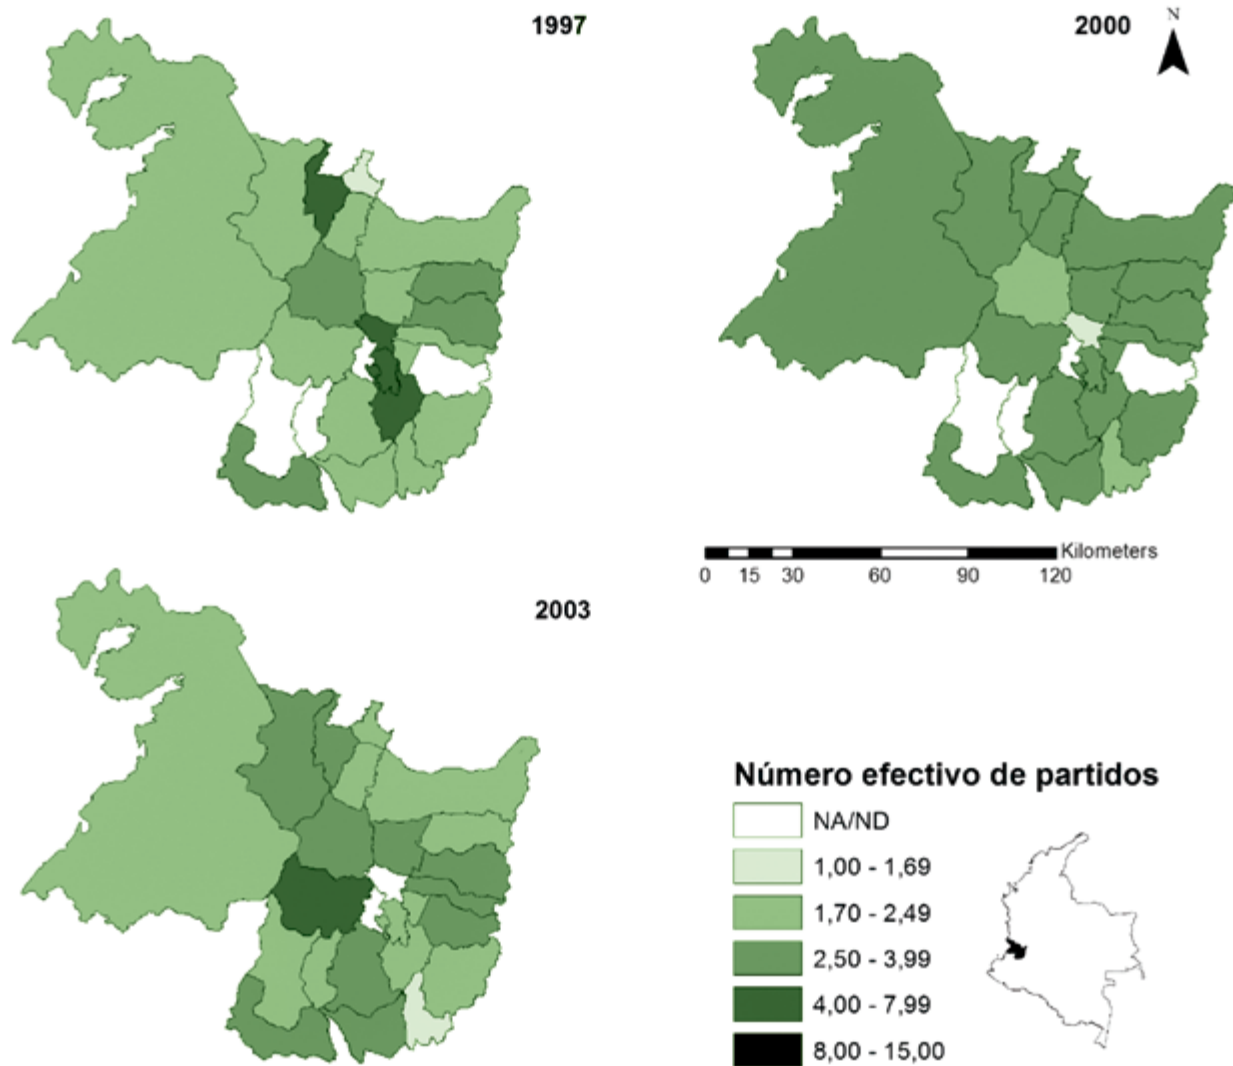 1997
2000
N
Kilometers
0 15 30 60 90 120
2003
Número efectivo de partidos
NA/ND
1,00 - 1,69
1,70 - 2,49
2,50 - 3,99
4,00 - 7,99
8,00 - 15,00